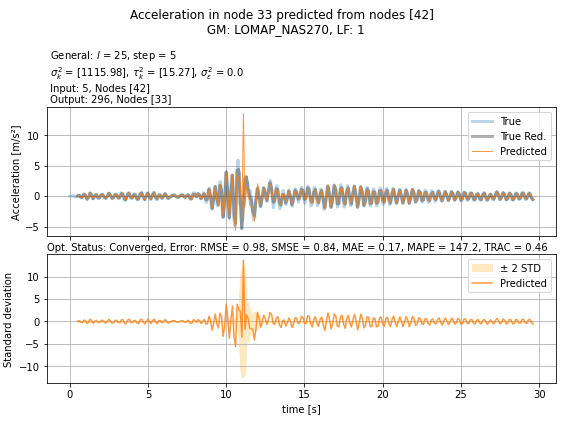 Acceleration in node 33 predicted from nodes [42]
GM: LOMAP_NAS270, LF: 1
General: l = 25, step = 5
σ²ₖ = [1115.98], τ²ₖ = [15.27], σ²ε = 0.0
Input: 5, Nodes [42]
Output: 296, Nodes [33]
Acceleration [m/s²]
10
5
0
−5
True
True Red.
Predicted
Opt. Status: Converged, Error: RMSE = 0.98, SMSE = 0.84, MAE = 0.17, MAPE = 147.2, TRAC = 0.46
Standard deviation
10
5
0
−5
−10
± 2 STD
Predicted
0 5 10 15 20 25 30
time [s]